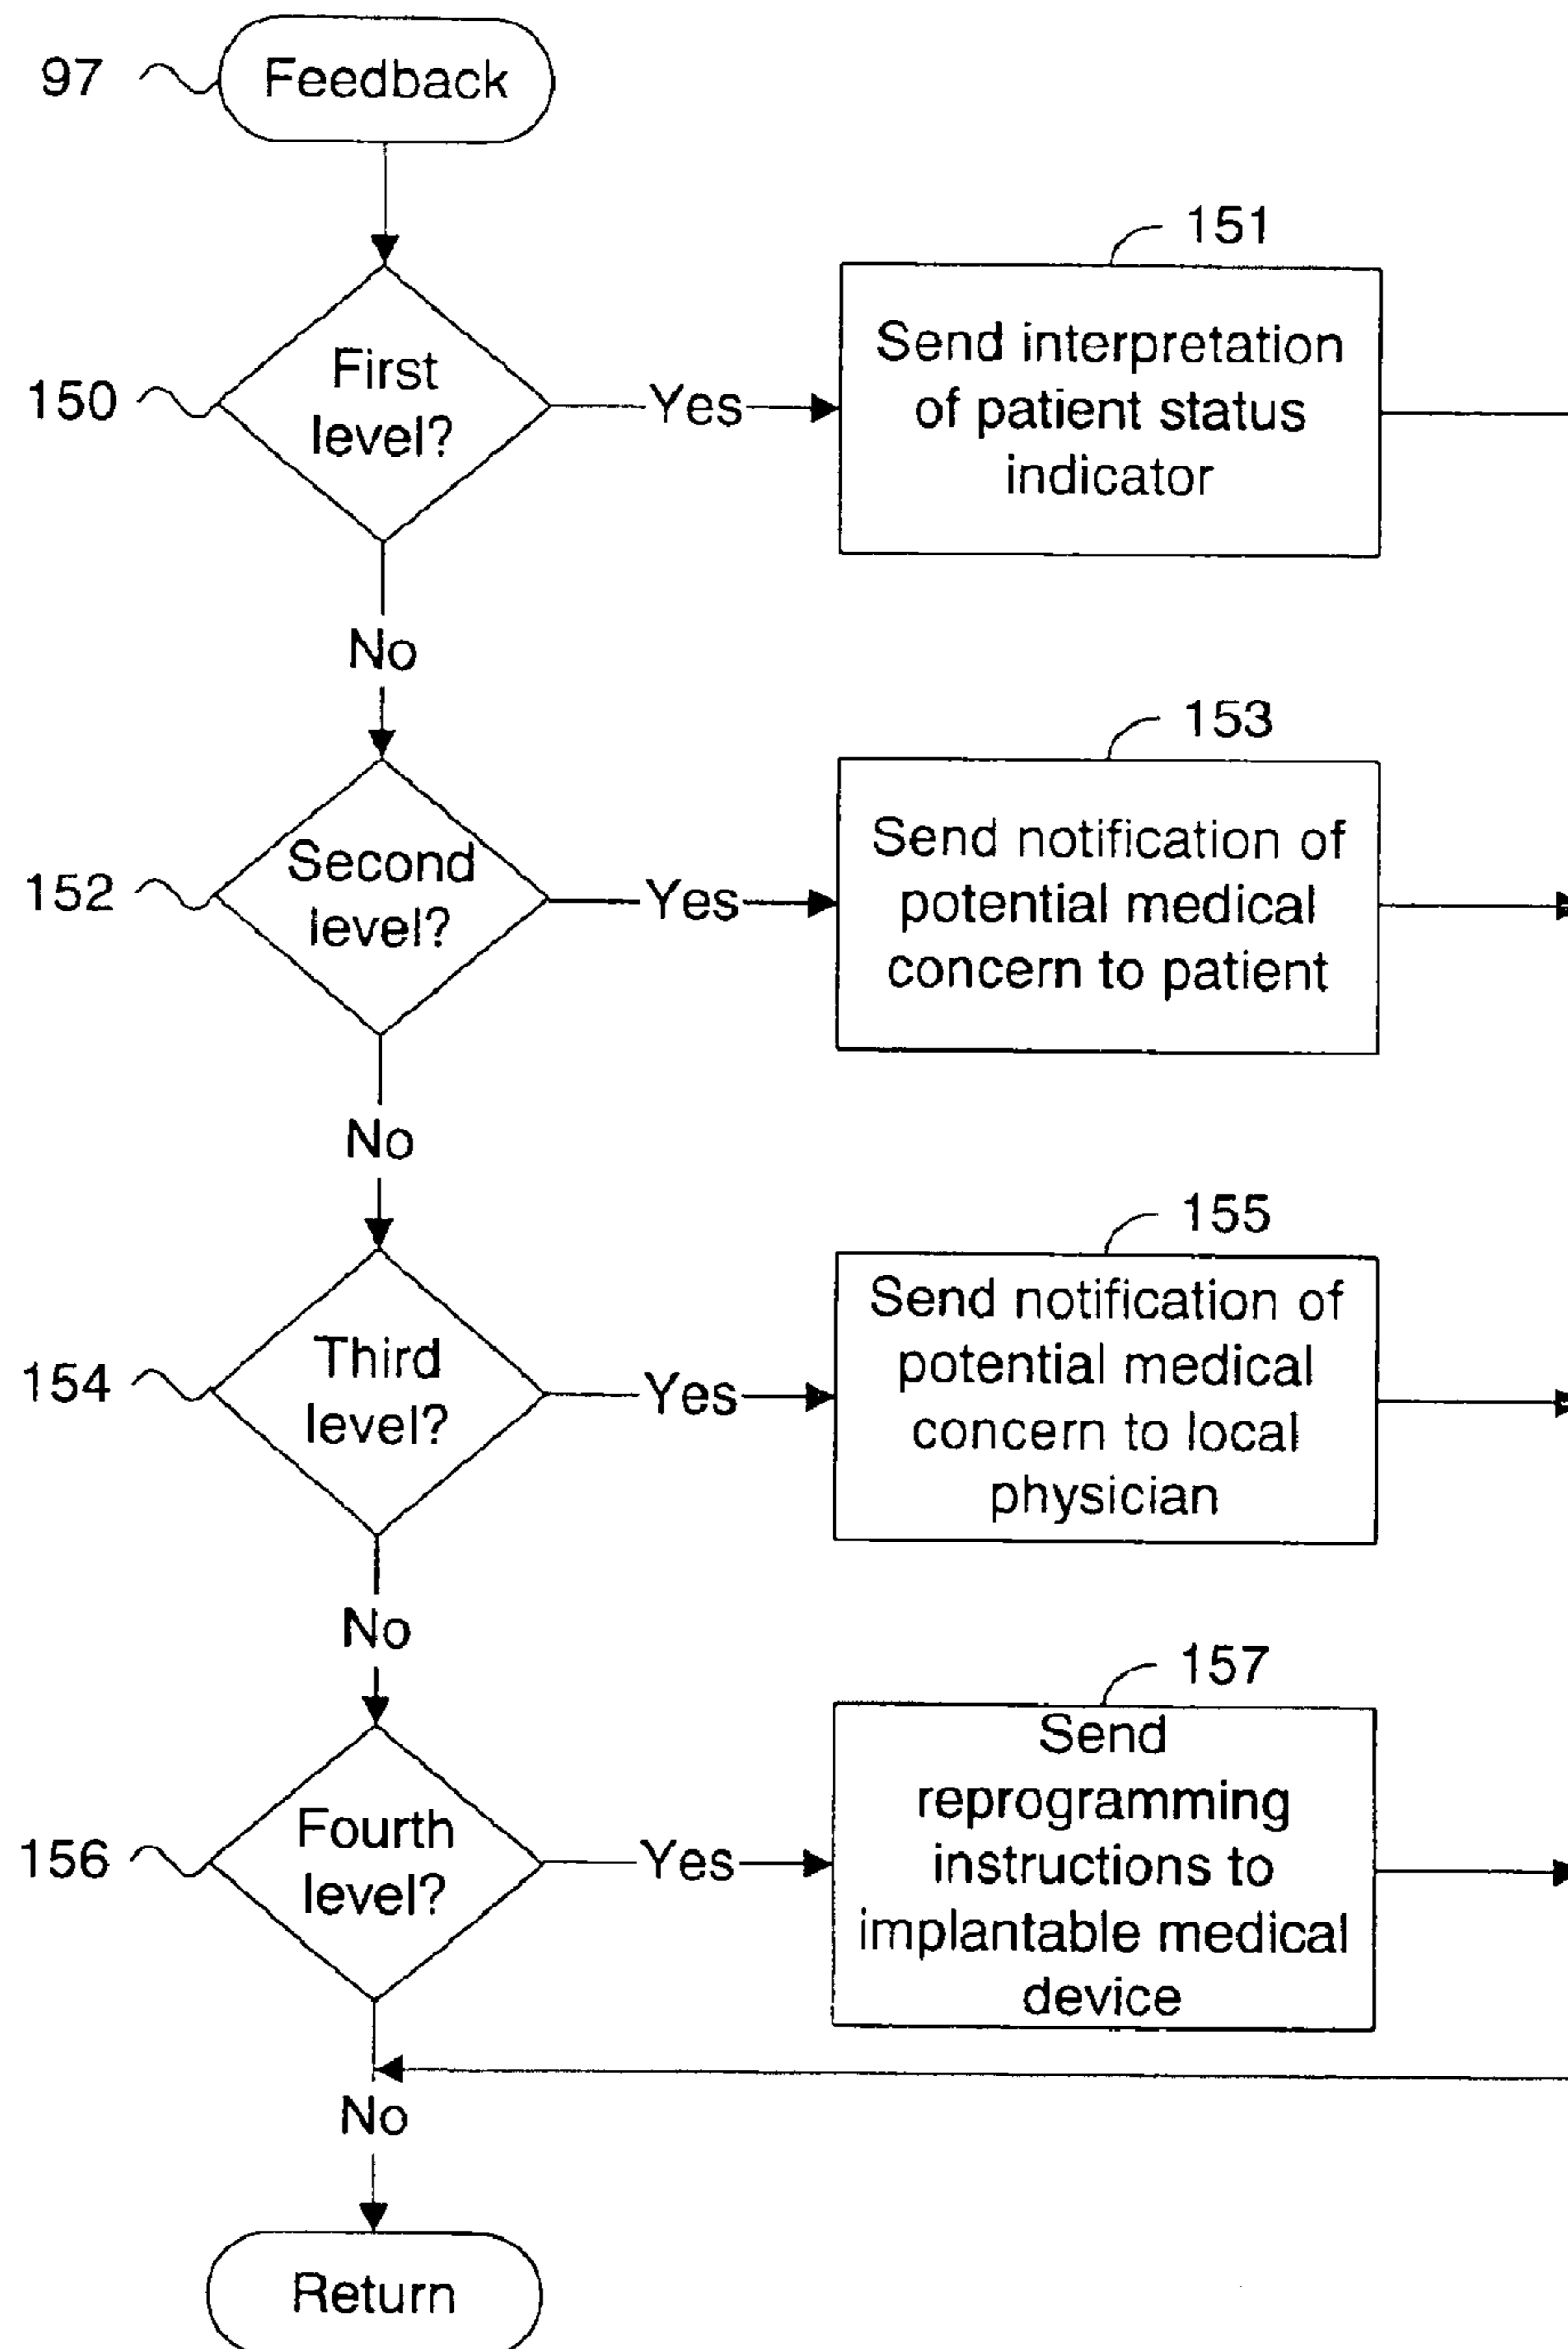 97
Feedback
151
150
First
level?
Yes
Send interpretation
of patient status
indicator
No
153
152
Second
level?
Yes
Send notification of
potential medical
concern to patient
No
155
154
Third
level?
Yes
Send notification of
potential medical
concern to local
physician
No
157
156
Fourth
level?
Yes
Send
reprogramming
instructions to
implantable medical
device
No
Return